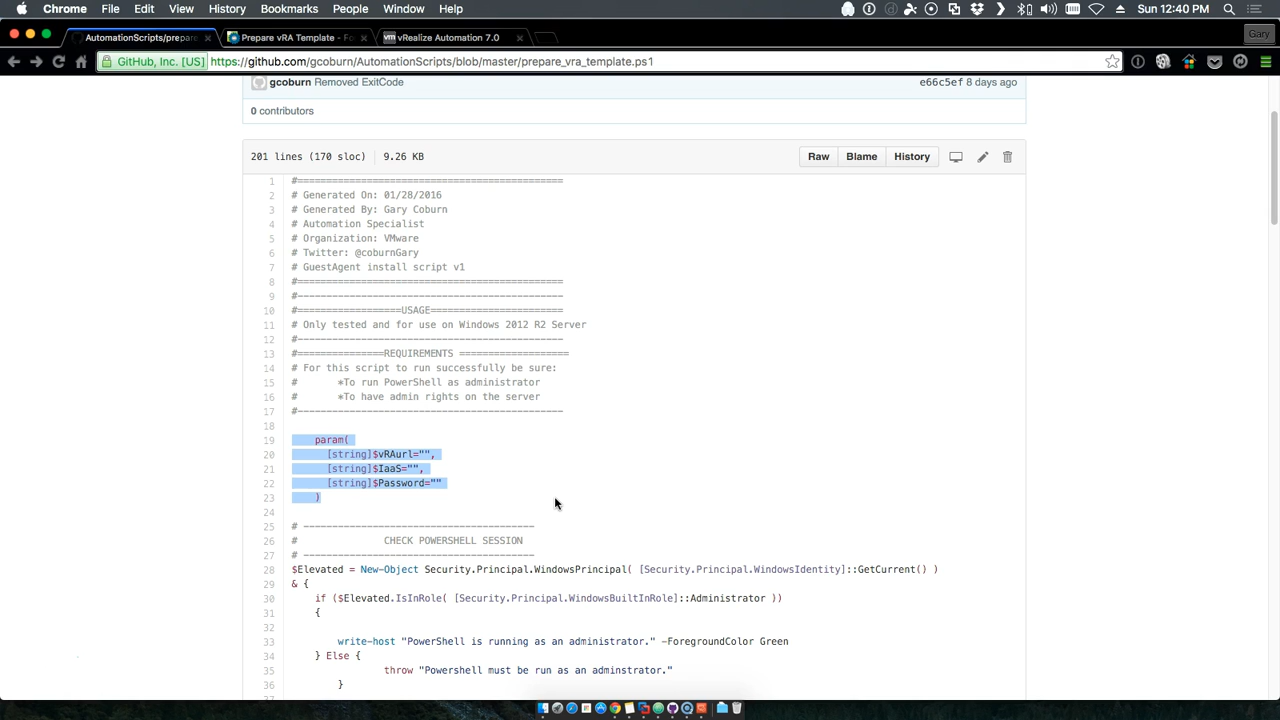 Chrome File Edit View History Bookmarks People Window Help Sun 12:40 PM
AutomationScripts/prepare Prepare vRA Template - Fo vRealize Automation 7.0 Gary
GitHub, Inc. [US] https://github.com/gcoburn/AutomationScripts/blob/master/prepare_vra_template.ps1
gcoburn Removed ExitCode e66c5ef 8 days ago
0 contributors
201 lines (170 sloc) 9.26 KB Raw Blame History
1 #==============================================
2 # Generated On: 01/28/2016
3 # Generated By: Gary Coburn
4 # Automation Specialist
5 # Organization: VMware
6 # Twitter: @coburnGary
7 # GuestAgent install script v1
8 #==============================================
9 #----------------------------------------------
10 #==================USAGE=======================
11 # Only tested and for use on Windows 2012 R2 Server
12 #----------------------------------------------
13 #===============REQUIREMENTS ===================
14 # For this script to run successfully be sure:
15 # *To run PowerShell as administrator
16 # *To have admin rights on the server
17 #----------------------------------------------
18
19 param(
20 [string]$vRAurl="",
21 [string]$IaaS="",
22 [string]$Password=""
23 )
24
25 # ----------------------------------------
26 # CHECK POWERSHELL SESSION
27 # ----------------------------------------
28 $Elevated = New-Object Security.Principal.WindowsPrincipal( [Security.Principal.WindowsIdentity]::GetCurrent() )
29 & {
30 if ($Elevated.IsInRole( [Security.Principal.WindowsBuiltInRole]::Administrator ))
31 {
32
33 write-host "PowerShell is running as an administrator." -ForegroundColor Green
34 } Else {
35 throw "Powershell must be run as an adminstrator."
36 }